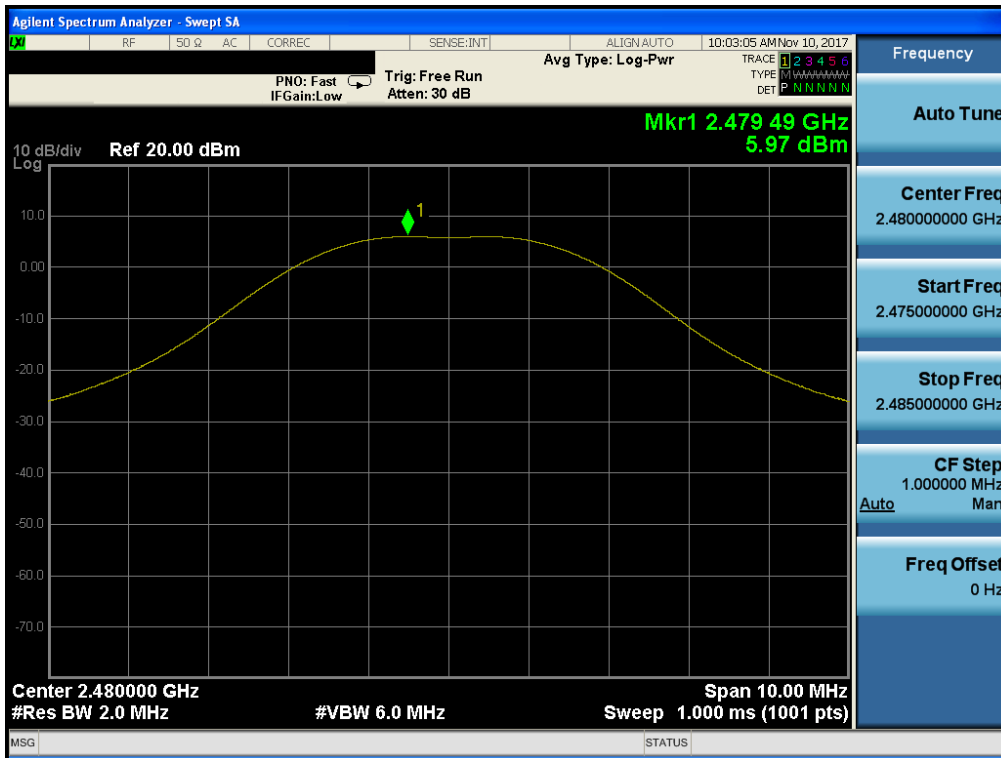 Agilent Spectrum Analyzer - Swept SA
LXI RF 50 Ω AC CORREC SENSE:INT ALIGN AUTO 10:03:05 AM Nov 10, 2017
Avg Type: Log-Pwr
TRACE 1 2 3 4 5 6
PNO: Fast Trig: Free Run
TYPE M WWWWW
IFGain:Low Atten: 30 dB
DET P N N N N N
Mkr1 2.479 49 GHz
5.97 dBm
10 dB/div Ref 20.00 dBm
Log
1
10.0
0.00
-10.0
-20.0
-30.0
-40.0
-50.0
-60.0
-70.0
Center 2.480000 GHz Span 10.00 MHz
#Res BW 2.0 MHz #VBW 6.0 MHz Sweep 1.000 ms (1001 pts)
MSG STATUS
Frequency
Auto Tune
Center Freq
2.480000000 GHz
Start Freq
2.475000000 GHz
Stop Freq
2.485000000 GHz
CF Step
1.000000 MHz
Auto Man
Freq Offset
0 Hz